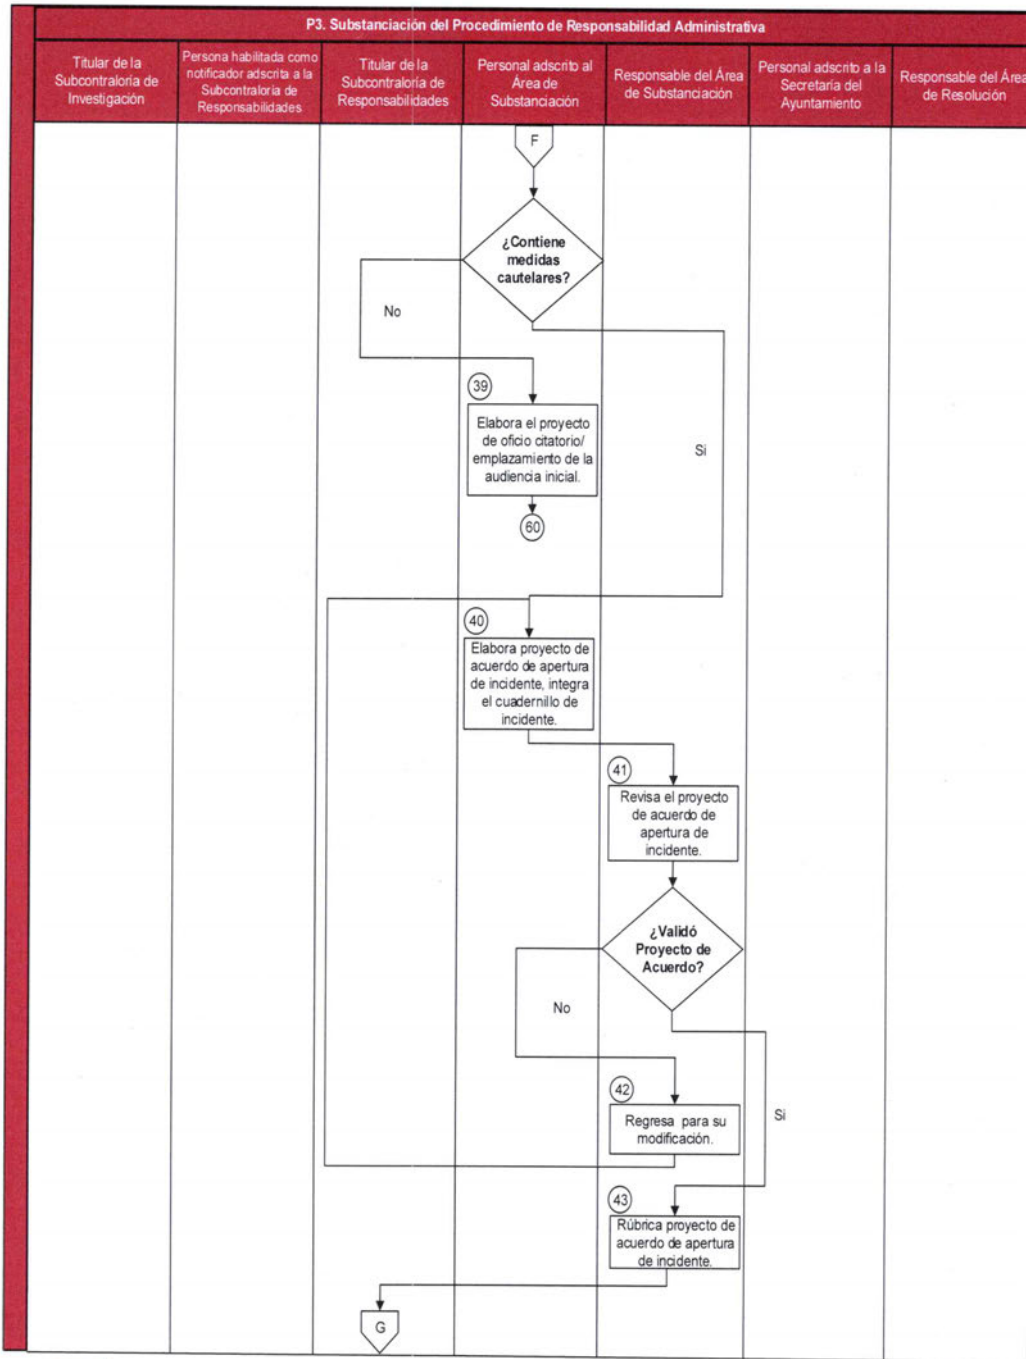 P3. Substanciación del Procedimiento de Responsabilidad Administrativa
Titular de la
Subcontraloría de
Investigación
Persona habilitada como
notificador adscrita a la
Subcontraloría de
Responsabilidades
Titular de la
Subcontraloría de
Responsabilidades
Personal adscrito al
Área de
Substanciación
Responsable del Área
de Substanciación
Personal adscrito a la
Secretaría del
Ayuntamiento
Responsable del Área
de Resolución
F
¿Contiene
medidas
cautelares?
No
Si
39
Elabora el proyecto
de oficio citatorio/
emplazamiento de la
audiencia inicial.
60
40
Elabora proyecto de
acuerdo de apertura
de incidente, integra
el cuadernillo de
incidente.
41
Revisa el proyecto
de acuerdo de
apertura de
incidente.
¿Validó
Proyecto de
Acuerdo?
No
Si
42
Regresa para su
modificación.
43
Rúbrica proyecto de
acuerdo de apertura
de incidente.
G